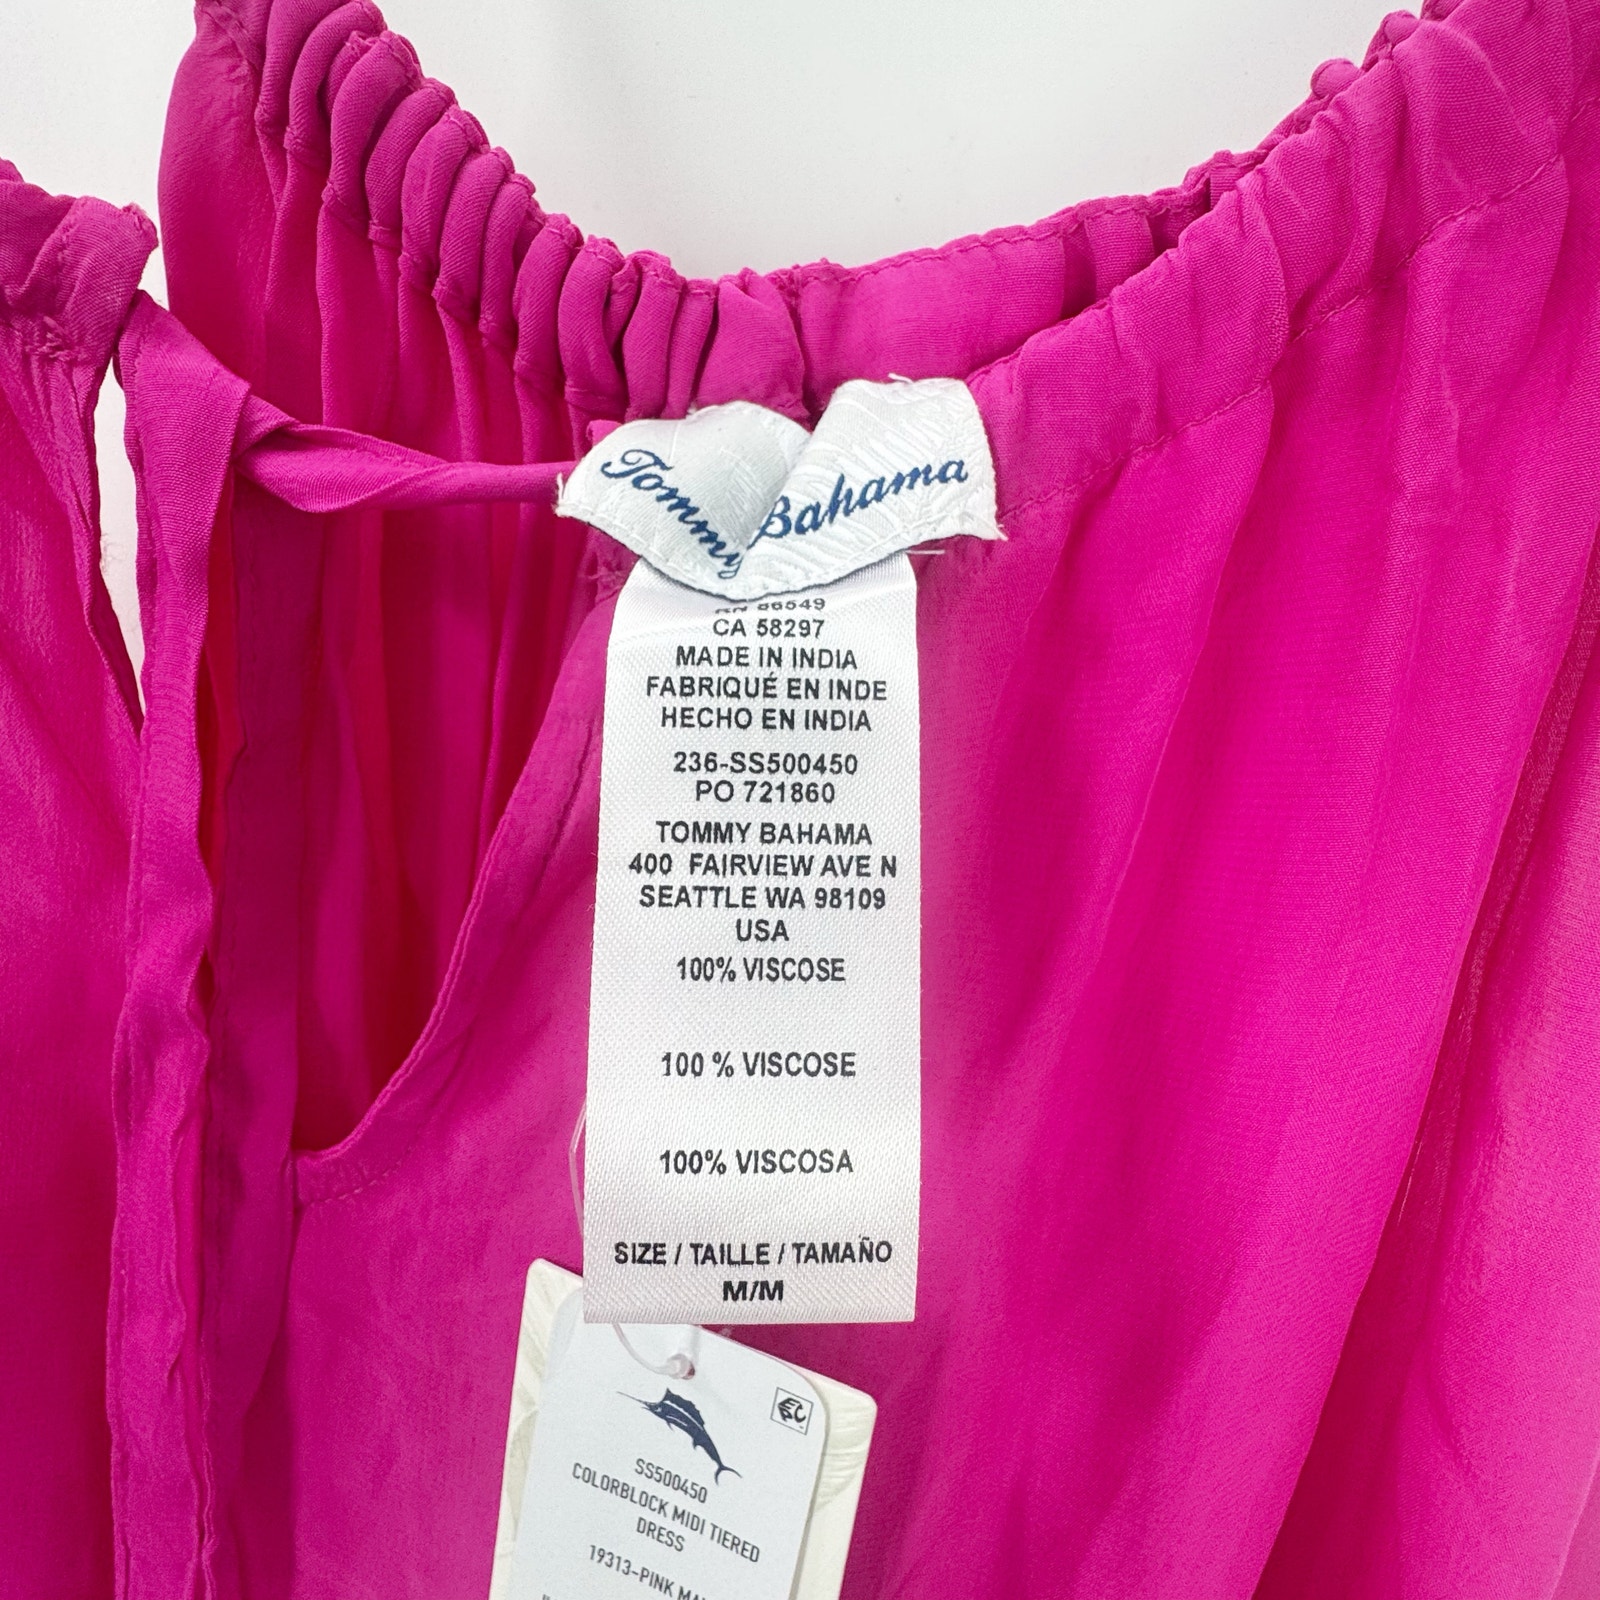 Tommy Bahama
RN 86549
CA 58297
MADE IN INDIA
FABRIQUÉ EN INDE
HECHO EN INDIA
236-SS500450
PO 721860
TOMMY BAHAMA
400 FAIRVIEW AVE N
SEATTLE WA 98109
USA
100% VISCOSE
100 % VISCOSE
100% VISCOSA
SIZE / TAILLE / TAMAÑO
M/M
SS500450
COLORBLOCK MIDI TIERED
DRESS
19313-PINK